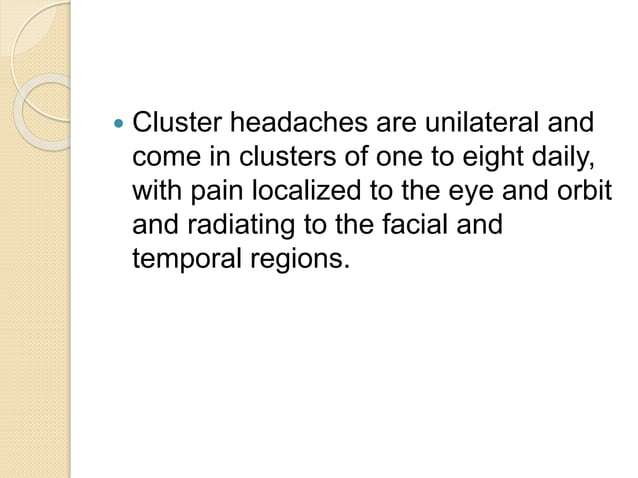 • Cluster headaches are unilateral and
come in clusters of one to eight daily,
with pain localized to the eye and orbit
and radiating to the facial and
temporal regions.